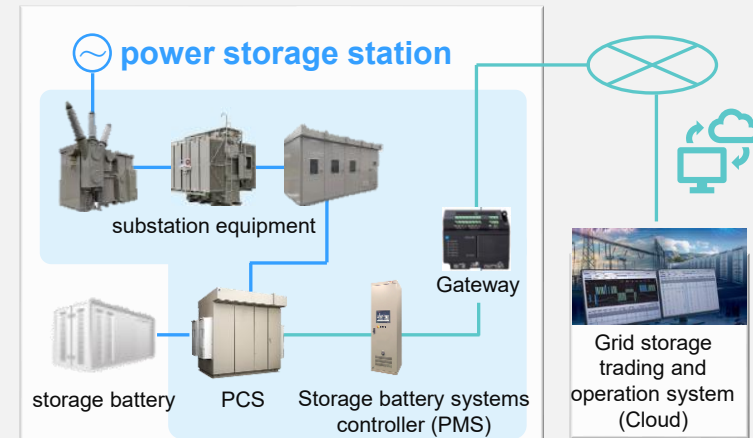 power storage station
substation equipment
Gateway
storage battery
PCS
Storage battery systems
controller (PMS)
Grid storage
trading and
operation system
(Cloud)